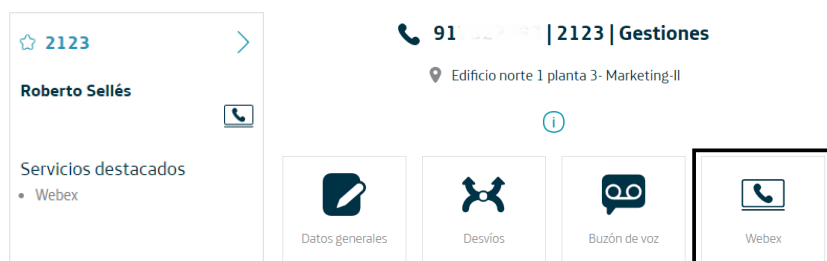 2123
Roberto Sellés
Servicios destacados
• Webex
91 | 2123 | Gestiones
Edificio norte 1 planta 3- Marketing-II
Datos generales
Desvíos
Buzón de voz
Webex